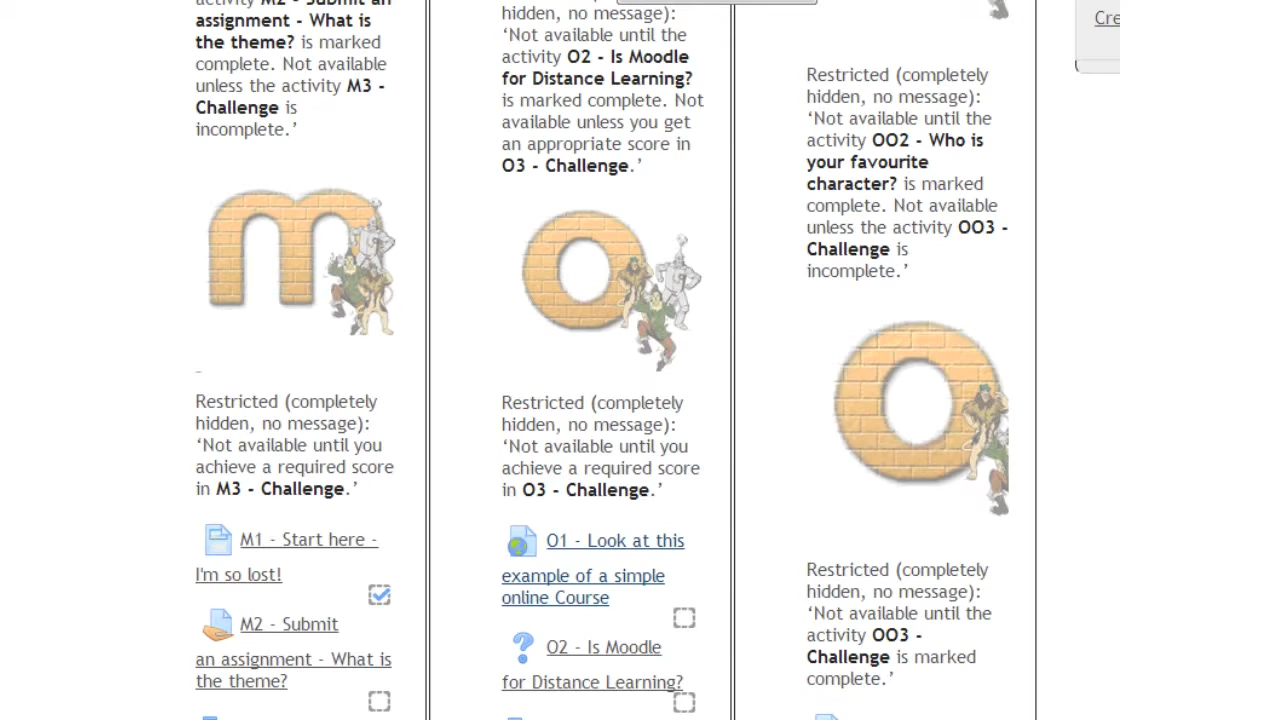 activity M2 - Submit an
assignment - What is
the theme? is marked
complete. Not available
unless the activity M3 -
Challenge is
incomplete.’
m
Restricted (completely
hidden, no message):
‘Not available until you
achieve a required score
in M3 - Challenge.’
M1 - Start here -
I'm so lost!
M2 - Submit
an assignment - What is
the theme?
hidden, no message):
‘Not available until the
activity O2 - Is Moodle
for Distance Learning?
is marked complete. Not
available unless you get
an appropriate score in
O3 - Challenge.’
o
Restricted (completely
hidden, no message):
‘Not available until you
achieve a required score
in O3 - Challenge.’
O1 - Look at this
example of a simple
online Course
O2 - Is Moodle
for Distance Learning?
Restricted (completely
hidden, no message):
‘Not available until the
activity OO2 - Who is
your favourite
character? is marked
complete. Not available
unless the activity OO3 -
Challenge is
incomplete.’
o
Restricted (completely
hidden, no message):
‘Not available until the
activity OO3 -
Challenge is marked
complete.’
Cre